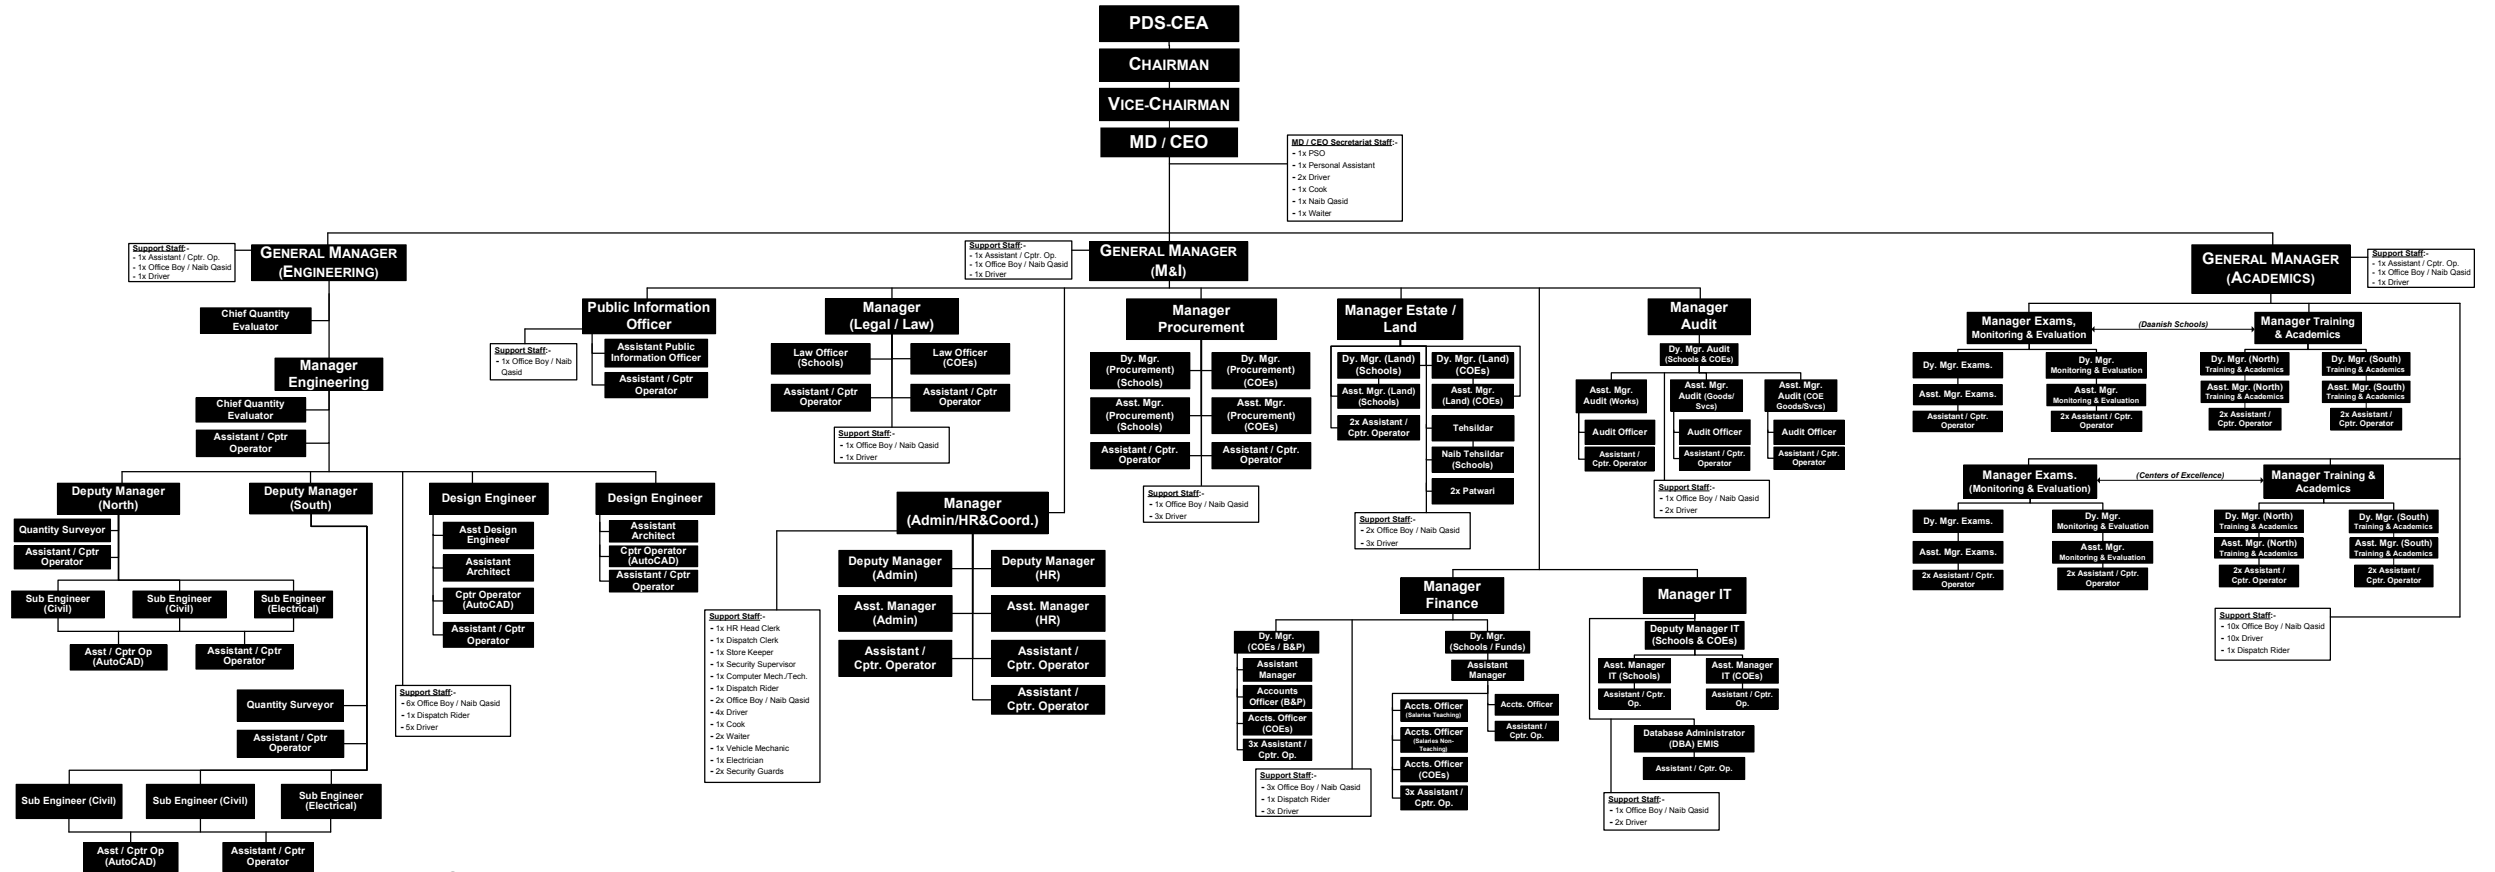 PDS-CEA
CHAIRMAN
VICE-CHAIRMAN
MD / CEO
MD / CEO Secretariat Staff:-
- 1x PSO
- 1x Personal Assistant
- 2x Driver
- 1x Cook
- 1x Naib Qasid
- 1x Waiter
Support Staff:-
- 1x Assistant / Cptr. Op.
- 1x Office Boy / Naib Qasid
- 1x Driver
GENERAL MANAGER
(ENGINEERING)
Chief Quantity
Evaluator
Manager
Engineering
Chief Quantity
Evaluator
Assistant / Cptr
Operator
Deputy Manager
(North)
Quantity Surveyor
Assistant / Cptr
Operator
Sub Engineer
(Civil)
Sub Engineer
(Civil)
Sub Engineer
(Electrical)
Asst / Cptr Op
(AutoCAD)
Assistant / Cptr
Operator
Deputy Manager
(South)
Quantity Surveyor
Assistant / Cptr
Operator
Sub Engineer (Civil)
Sub Engineer (Civil)
Sub Engineer
(Electrical)
Asst / Cptr Op
(AutoCAD)
Assistant / Cptr
Operator
Support Staff:-
- 6x Office Boy / Naib Qasid
- 1x Dispatch Rider
- 5x Driver
Design Engineer
Asst Design
Engineer
Assistant
Architect
Cptr Operator
(AutoCAD)
Assistant / Cptr
Operator
Design Engineer
Assistant
Architect
Cptr Operator
(AutoCAD)
Assistant / Cptr
Operator
Support Staff:-
- 1x Assistant / Cptr. Op.
- 1x Office Boy / Naib Qasid
- 1x Driver
GENERAL MANAGER
(M&I)
Public Information
Officer
Support Staff:-
- 1x Office Boy / Naib
Qasid
Assistant Public
Information Officer
Assistant / Cptr
Operator
Manager
(Legal / Law)
Law Officer
(Schools)
Law Officer
(COEs)
Assistant / Cptr
Operator
Assistant / Cptr
Operator
Support Staff:-
- 1x Office Boy / Naib Qasid
- 1x Driver
Manager
(Admin/HR&Coord.)
Deputy Manager
(Admin)
Deputy Manager
(HR)
Asst. Manager
(Admin)
Asst. Manager
(HR)
Assistant /
Cptr. Operator
Assistant /
Cptr. Operator
Assistant /
Cptr. Operator
Support Staff:-
- 1x HR Head Clerk
- 1x Dispatch Clerk
- 1x Store Keeper
- 1x Security Supervisor
- 1x Computer Mech./Tech.
- 1x Dispatch Rider
- 2x Office Boy / Naib Qasid
- 4x Driver
- 1x Cook
- 2x Waiter
- 1x Vehicle Mechanic
- 1x Electrician
- 2x Security Guards
Manager
Procurement
Dy. Mgr.
(Procurement)
(Schools)
Dy. Mgr.
(Procurement)
(COEs)
Asst. Mgr.
(Procurement)
(Schools)
Asst. Mgr.
(Procurement)
(COEs)
Assistant / Cptr.
Operator
Assistant / Cptr.
Operator
Support Staff:-
- 1x Office Boy / Naib Qasid
- 3x Driver
Manager Estate /
Land
Dy. Mgr. (Land)
(Schools)
Dy. Mgr. (Land)
(COEs)
Asst. Mgr. (Land)
(Schools)
Asst. Mgr.
(Land) (COEs)
2x Assistant /
Cptr. Operator
Tehsildar
Naib Tehsildar
(Schools)
2x Patwari
Support Staff:-
- 2x Office Boy / Naib Qasid
- 3x Driver
Manager
Audit
Dy. Mgr. Audit
(Schools & COEs)
Asst. Mgr.
Audit (Works)
Asst. Mgr.
Audit (Goods/
Svcs)
Asst. Mgr.
Audit (COE
Goods/Svcs)
Audit Officer
Audit Officer
Audit Officer
Assistant /
Cptr. Operator
Assistant / Cptr.
Operator
Assistant / Cptr.
Operator
Support Staff:-
- 1x Office Boy / Naib Qasid
- 2x Driver
Manager
Finance
Dy. Mgr.
(COEs / B&P)
Assistant
Manager
Accounts
Officer (B&P)
Accts. Officer
(COEs)
3x Assistant /
Cptr. Op.
Dy. Mgr.
(Schools / Funds)
Assistant
Manager
Accts. Officer
(Salaries Teaching)
Accts. Officer
(Salaries Non-
Teaching)
Accts. Officer
(COEs)
3x Assistant /
Cptr. Op.
Accts. Officer
Assistant /
Cptr. Op.
Support Staff:-
- 3x Office Boy / Naib Qasid
- 1x Dispatch Rider
- 3x Driver
Manager IT
Deputy Manager IT
(Schools & COEs)
Asst. Manager
IT (Schools)
Asst. Manager
IT (COEs)
Assistant / Cptr.
Op.
Assistant / Cptr.
Op.
Database Administrator
(DBA) EMIS
Assistant / Cptr. Op.
Support Staff:-
- 1x Office Boy / Naib Qasid
- 2x Driver
GENERAL MANAGER
(ACADEMICS)
Support Staff:-
- 1x Assistant / Cptr. Op.
- 1x Office Boy / Naib Qasid
- 1x Driver
Manager Exams,
Monitoring & Evaluation
(Daanish Schools)
Manager Training
& Academics
Dy. Mgr. Exams.
Dy. Mgr.
Monitoring & Evaluation
Dy. Mgr. (North)
Training & Academics
Dy. Mgr. (South)
Training & Academics
Asst. Mgr. Exams.
Asst. Mgr.
Monitoring & Evaluation
Asst. Mgr. (North)
Training & Academics
Asst. Mgr. (South)
Training & Academics
Assistant / Cptr.
Operator
2x Assistant / Cptr.
Operator
2x Assistant /
Cptr. Operator
2x Assistant /
Cptr. Operator
Manager Exams.
(Monitoring & Evaluation)
(Centers of Excellence)
Manager Training &
Academics
Dy. Mgr. Exams.
Dy. Mgr.
Monitoring & Evaluation
Dy. Mgr. (North)
Training & Academics
Dy. Mgr. (South)
Training & Academics
Asst. Mgr. Exams.
Asst. Mgr.
Monitoring & Evaluation
Asst. Mgr. (North)
Training & Academics
Asst. Mgr. (South)
Training & Academics
2x Assistant / Cptr.
Operator
2x Assistant / Cptr.
Operator
2x Assistant /
Cptr. Operator
2x Assistant /
Cptr. Operator
Support Staff:-
- 10x Office Boy / Naib Qasid
- 10x Driver
- 1x Dispatch Rider